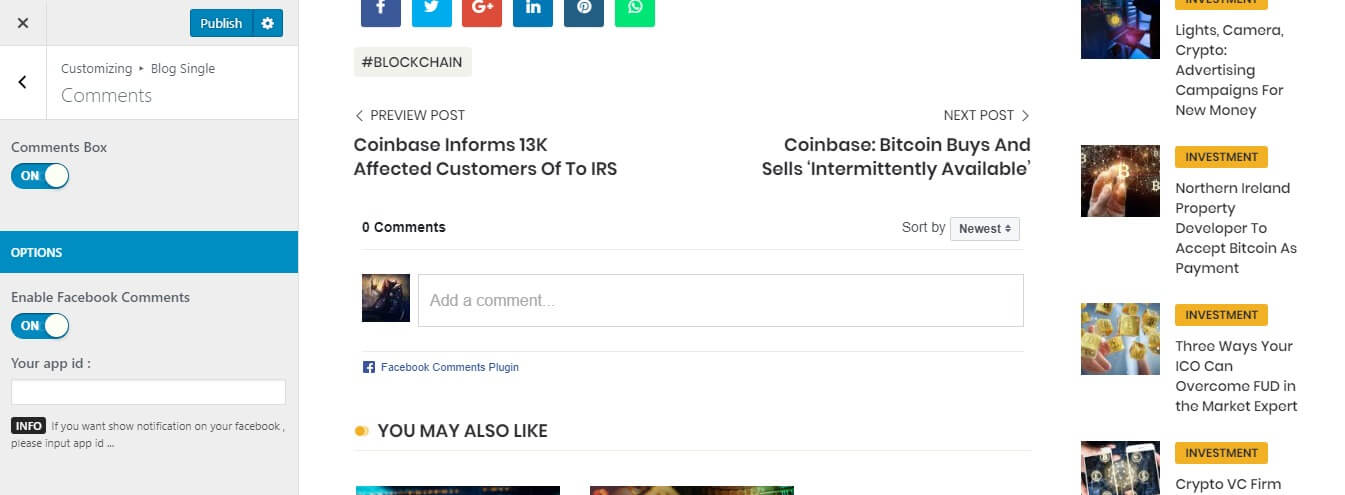 Publish
Customizing ▸ Blog Single
Comments
Comments Box
ON
OPTIONS
Enable Facebook Comments
ON
Your app id :
INFO If you want show notification on your facebook ,
please input app id ...
#BLOCKCHAIN
PREVIEW POST
Coinbase Informs 13K
Affected Customers Of To IRS
NEXT POST
Coinbase: Bitcoin Buys And
Sells ‘Intermittently Available’
0 Comments
Sort by Newest
Add a comment...
Facebook Comments Plugin
YOU MAY ALSO LIKE
INVESTMENT
Lights, Camera,
Crypto:
Advertising
Campaigns For
New Money
INVESTMENT
Northern Ireland
Property
Developer To
Accept Bitcoin As
Payment
INVESTMENT
Three Ways Your
ICO Can
Overcome FUD in
the Market Expert
INVESTMENT
Crypto VC Firm